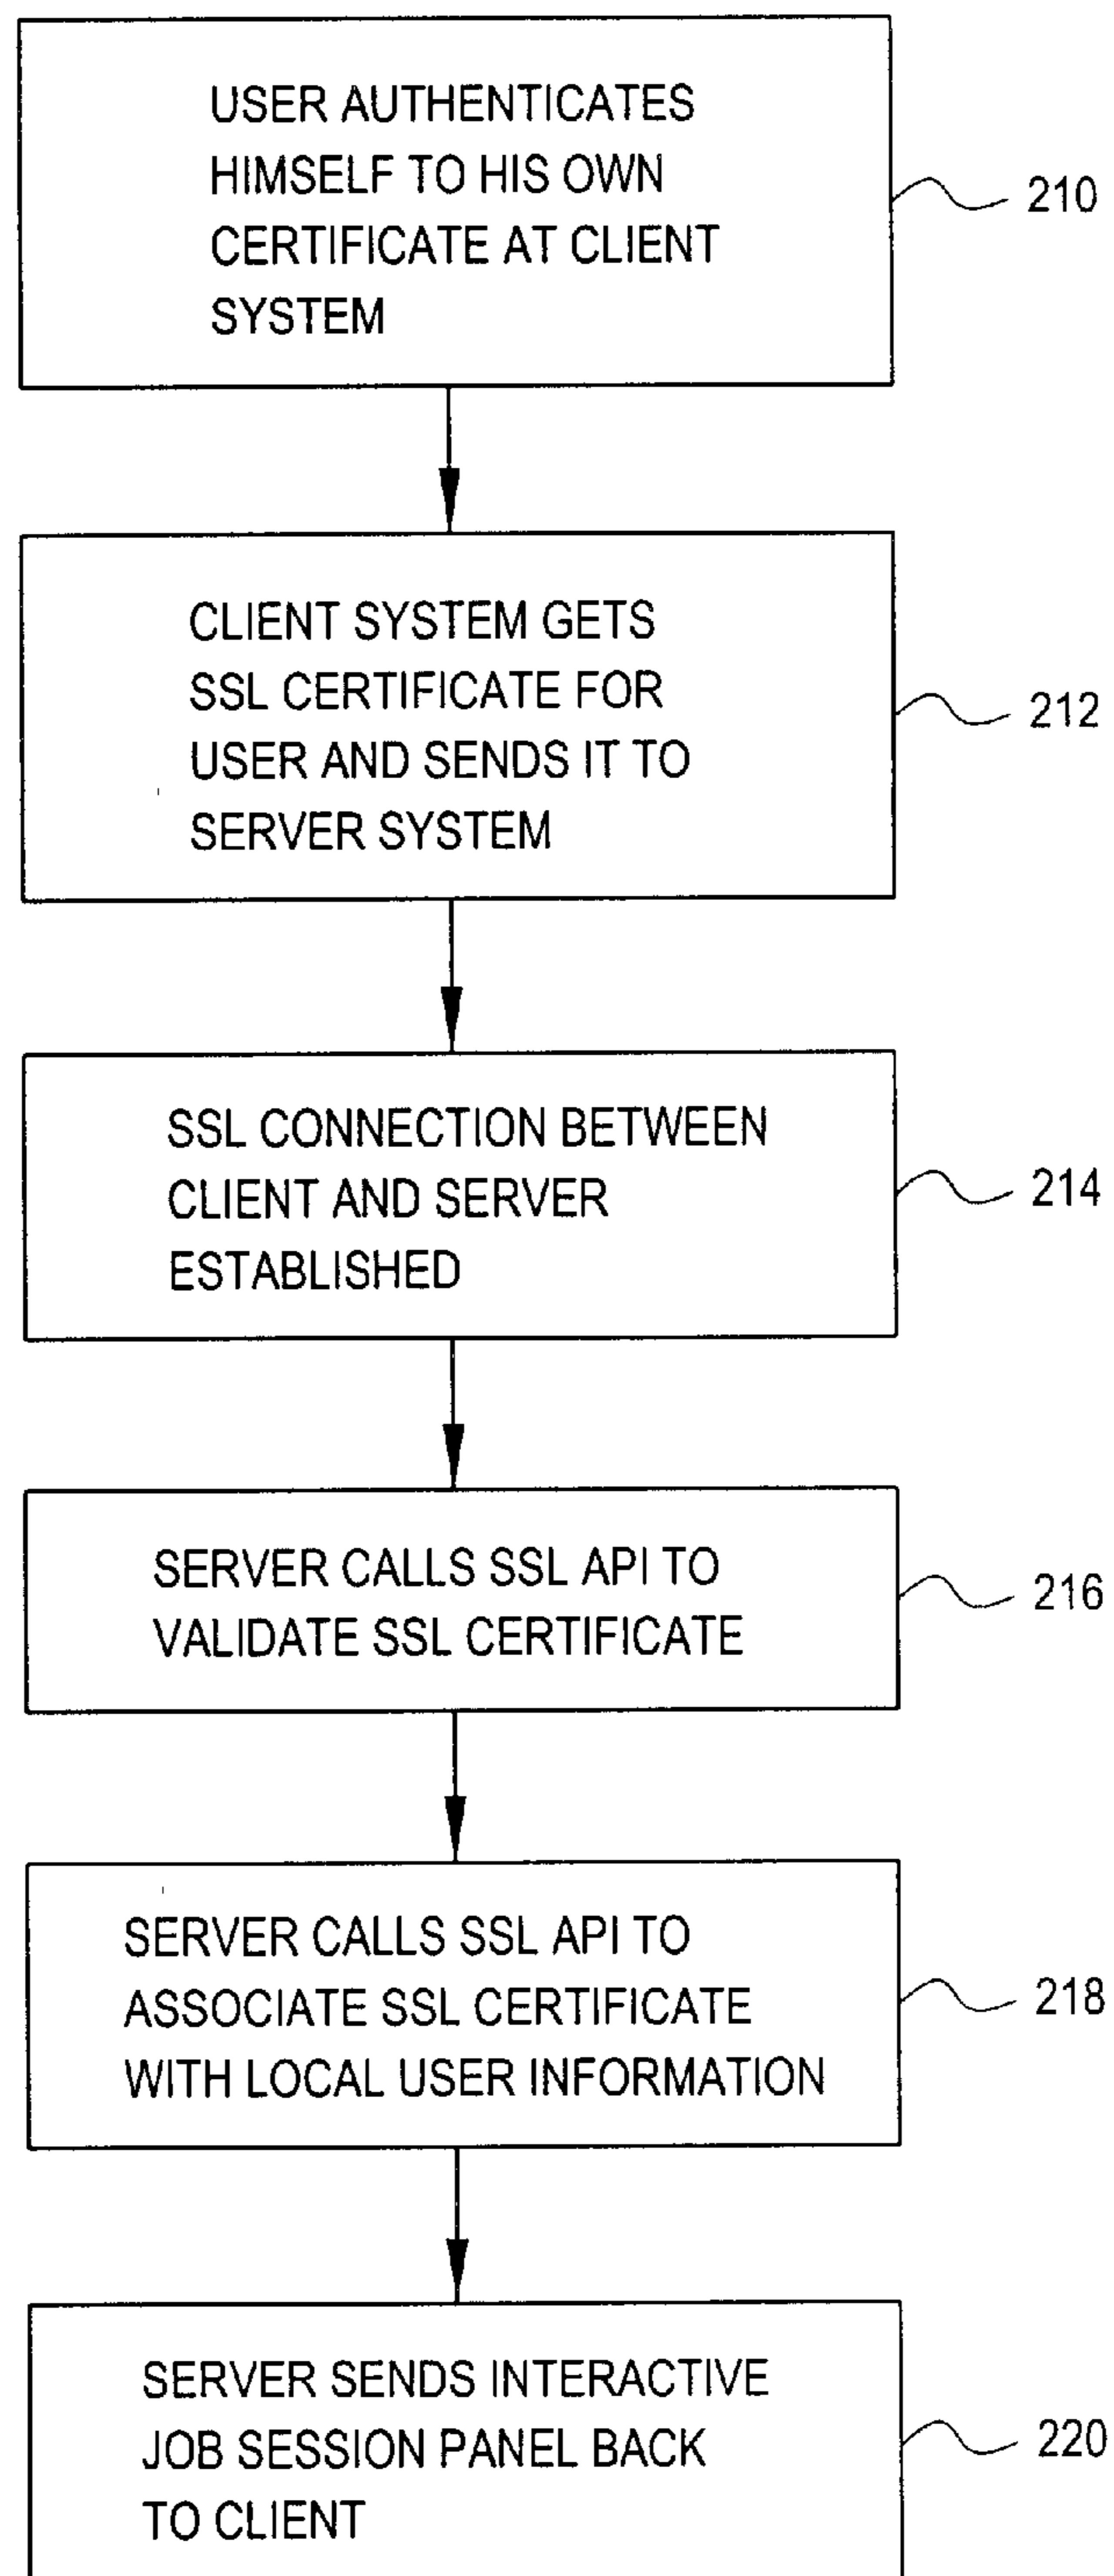 USER AUTHENTICATES
HIMSELF TO HIS OWN
CERTIFICATE AT CLIENT
SYSTEM
210
CLIENT SYSTEM GETS
SSL CERTIFICATE FOR
USER AND SENDS IT TO
SERVER SYSTEM
212
SSL CONNECTION BETWEEN
CLIENT AND SERVER
ESTABLISHED
214
SERVER CALLS SSL API TO
VALIDATE SSL CERTIFICATE
216
SERVER CALLS SSL API TO
ASSOCIATE SSL CERTIFICATE
WITH LOCAL USER INFORMATION
218
SERVER SENDS INTERACTIVE
JOB SESSION PANEL BACK
TO CLIENT
220